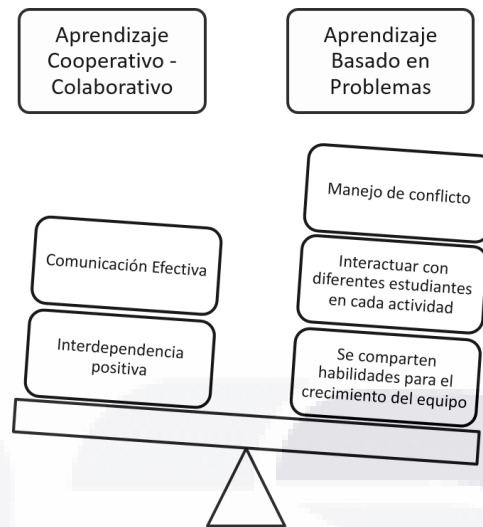 Aprendizaje
Cooperativo -
Colaborativo
Aprendizaje
Basado en
Problemas
Comunicación Efectiva
Interdependencia
positiva
Manejo de conflicto
Interactuar con
diferentes estudiantes
en cada actividad
Se comparten
habilidades para el
crecimiento del equipo